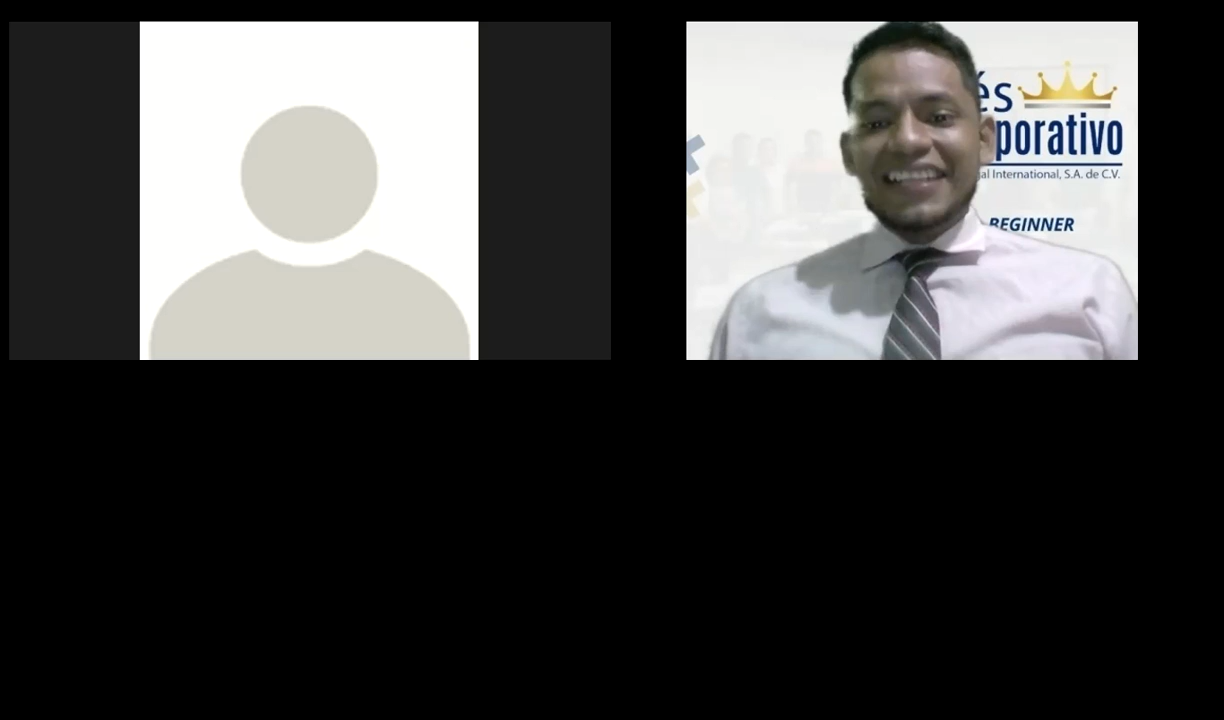 és
porativo
al International, S.A. de C.V.
BEGINNER